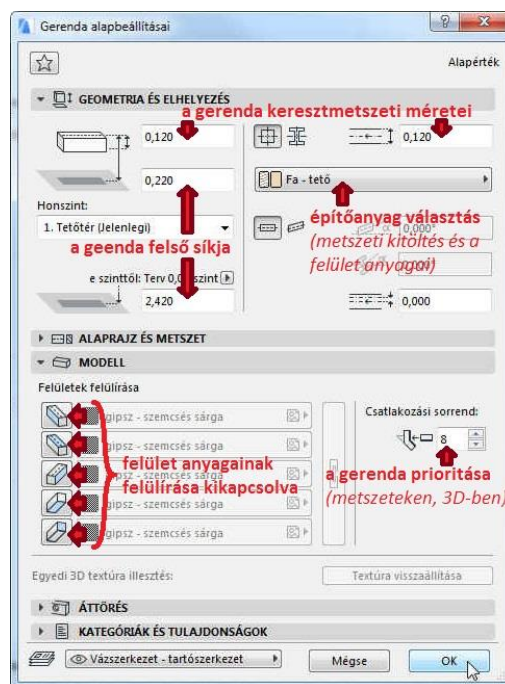 Gerenda alapbeállításai
Alapérték
GEOMETRIA ÉS ELHELYEZÉS
a gerenda keresztmetszeti méretei
0,120
0,120
0,220
Fa - tető
Honszint:
1. Tetőtér (Jelenlegi)
építőanyag választás
(metszeti kitöltés és a
felület anyagai)
α 0,000°
0,000°
a geenda felső síkja
e szinttől: Terv 0,0 szint
2,420
0,000
ALAPRAJZ ÉS METSZET
MODELL
Felületek felülírása
gipsz - szemcsés sárga
gipsz - szemcsés sárga
gipsz - szemcsés sárga
gipsz - szemcsés sárga
gipsz - szemcsés sárga
felület anyagainak
felülírása kikapcsolva
Csatlakozási sorrend:
8
a gerenda prioritása
(metszeteken, 3D-ben)
Egyedi 3D textúra illesztés:
Textúra visszaállítása
ÁTTÖRÉS
KATEGÓRIÁK ÉS TULAJDONSÁGOK
Vázszerkezet - tartószerkezet
Mégse
OK